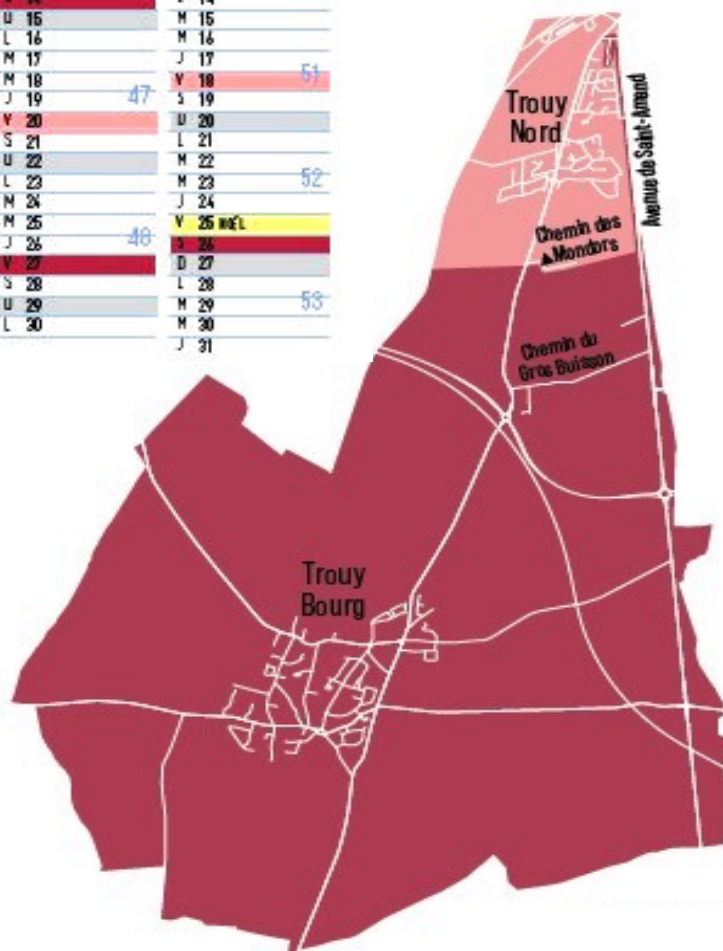 15
L 16
M 17
M 18
J 19
47
V 20
S 21
22
L 23
M 24
M 25
J 26
48
V 27
S 28
29
L 30
14
M 15
M 16
J 17
51
V 18
S 19
20
L 21
M 22
M 23
52
J 24
V 25 NOËL
S 26
D 27
L 28
53
M 29
M 30
J 31
Trouy
Nord
Avenue de Saint-Amand
Chemin des
Mondors
Chemin du
Gros Buisson
Trouy
Bourg